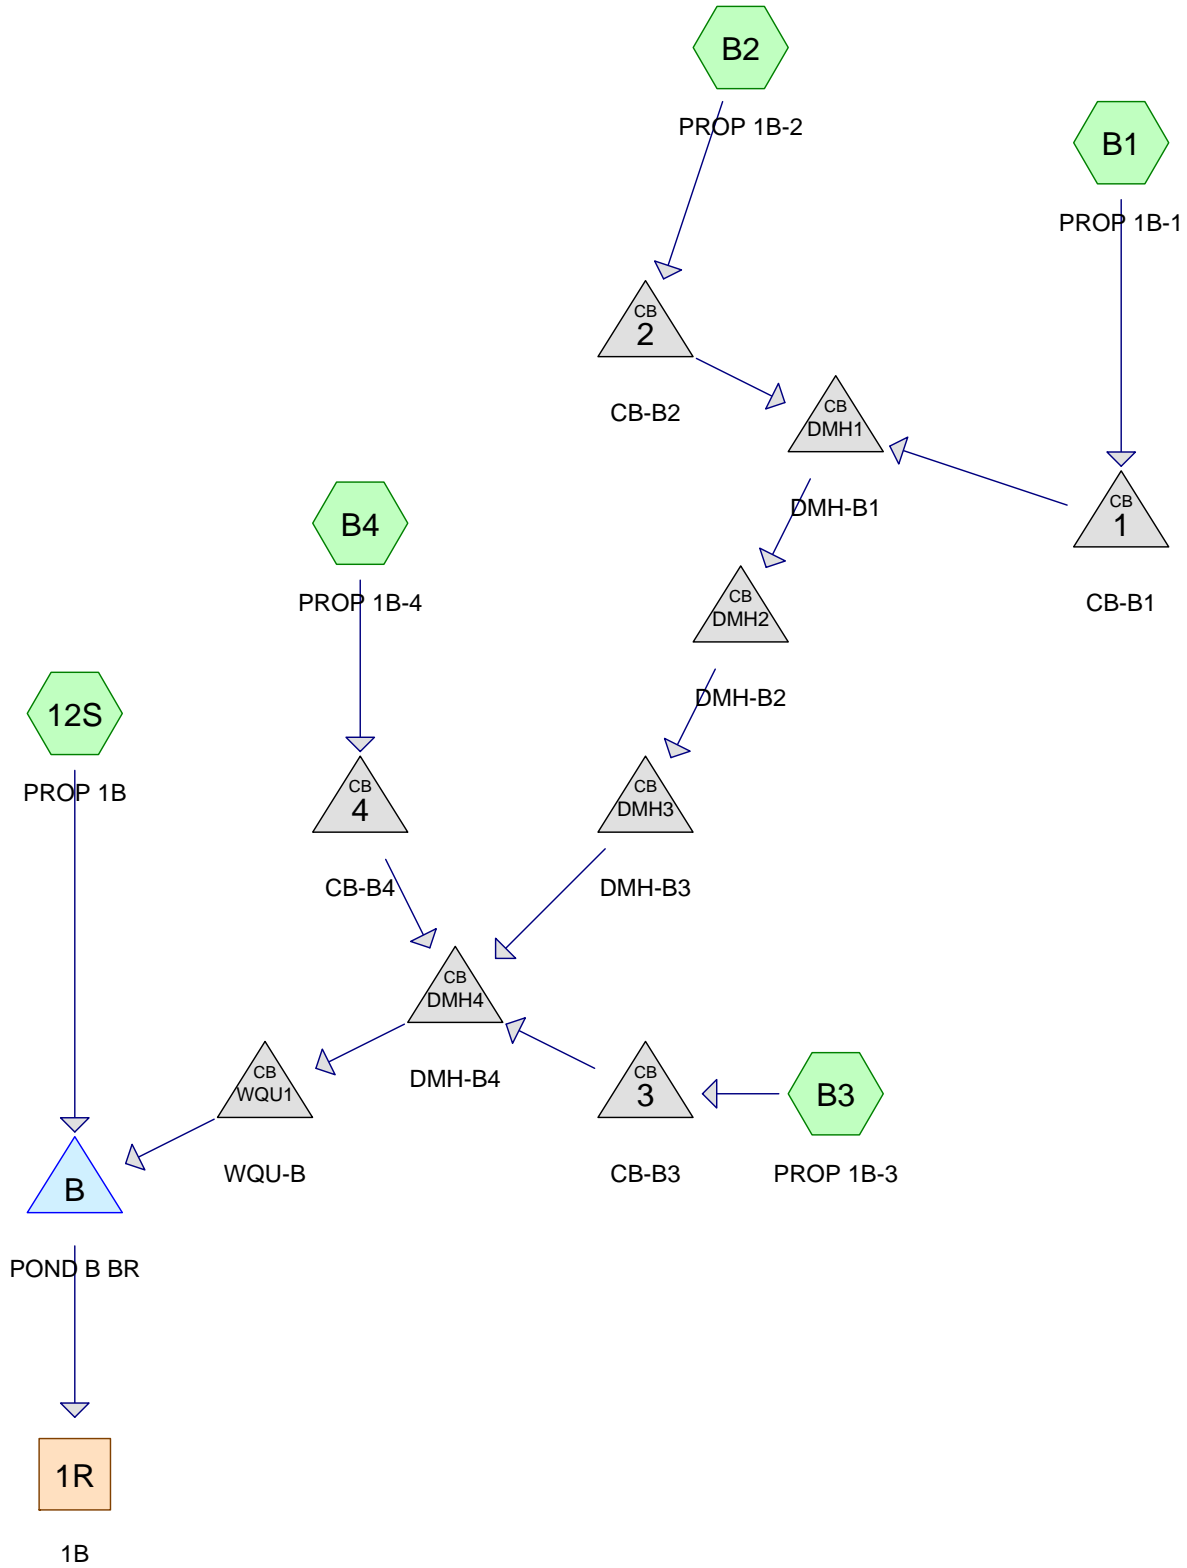 B2
PROP 1B-2
B1
PROP 1B-1
CB
2
CB-B2
CB
DMH1
DMH-B1
CB
1
CB-B1
B4
PROP 1B-4
CB
DMH2
DMH-B2
12S
PROP 1B
CB
4
CB-B4
CB
DMH3
DMH-B3
CB
DMH4
DMH-B4
CB
WQU1
WQU-B
CB
3
CB-B3
B3
PROP 1B-3
B
POND B BR
1R
1B